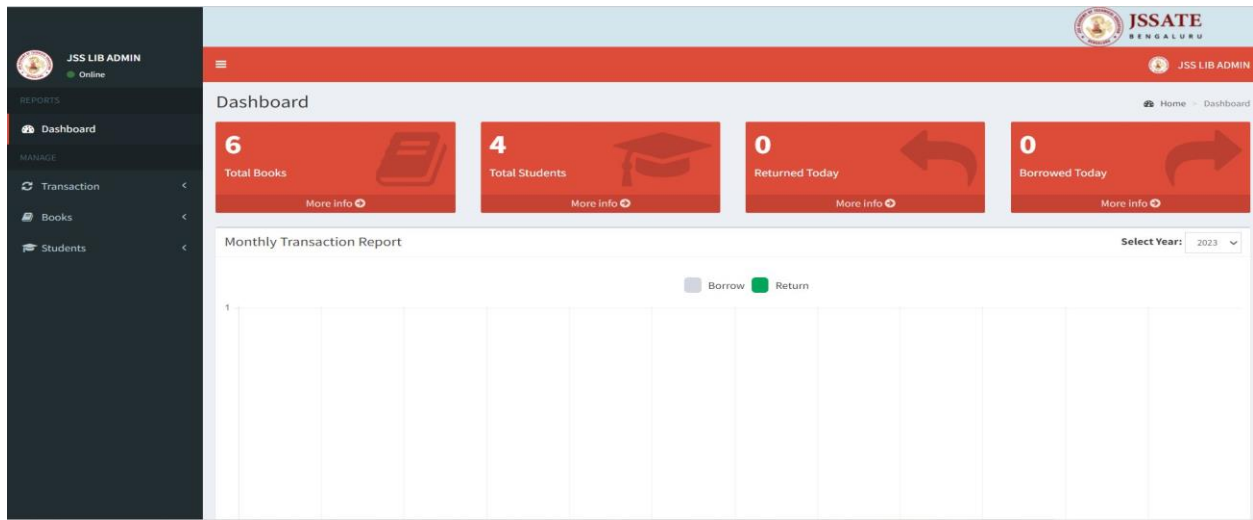 JSSATE
BENGALURU
JSS LIB ADMIN
Online
JSS LIB ADMIN
REPORTS
Dashboard
MANAGE
Transaction
Books
Students
Dashboard
Home > Dashboard
6
Total Books
More info
4
Total Students
More info
0
Returned Today
More info
0
Borrowed Today
More info
Monthly Transaction Report
Select Year: 2023
Borrow Return
1